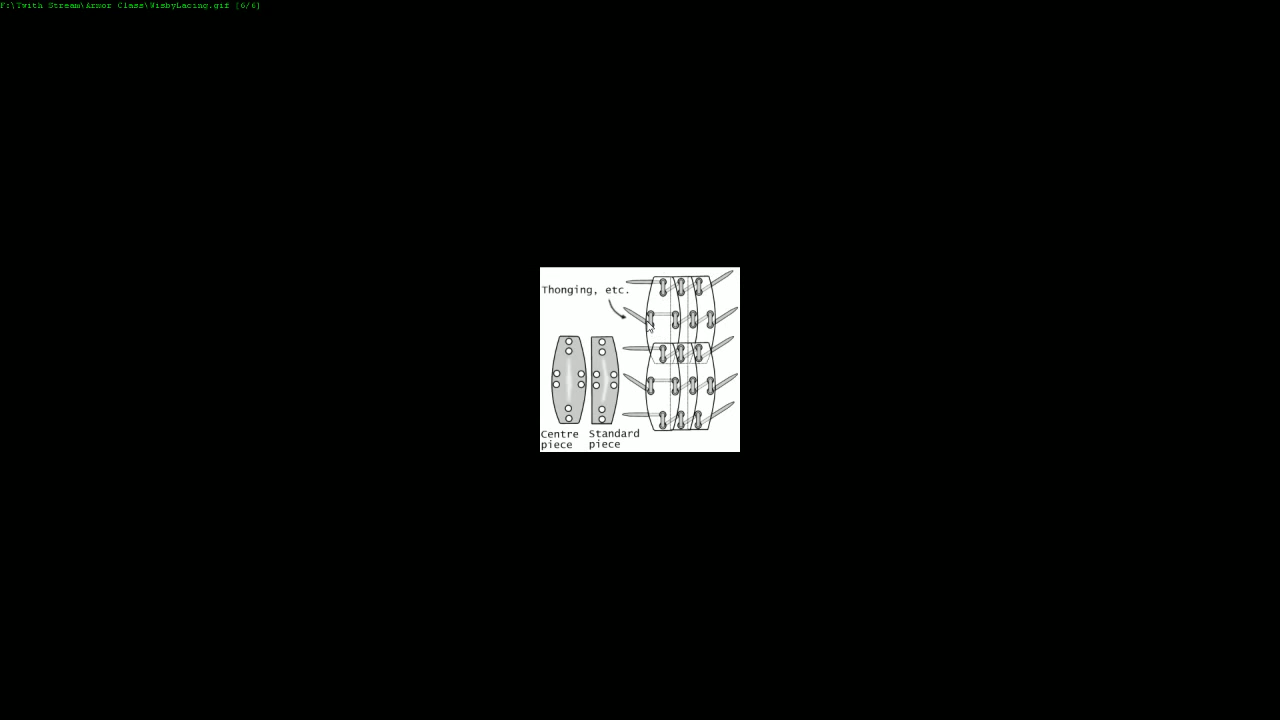 F:\Twith Stream\Armor Class\WisbyLacing.gif [6/6]
Thonging, etc.
Centre piece
Standard piece